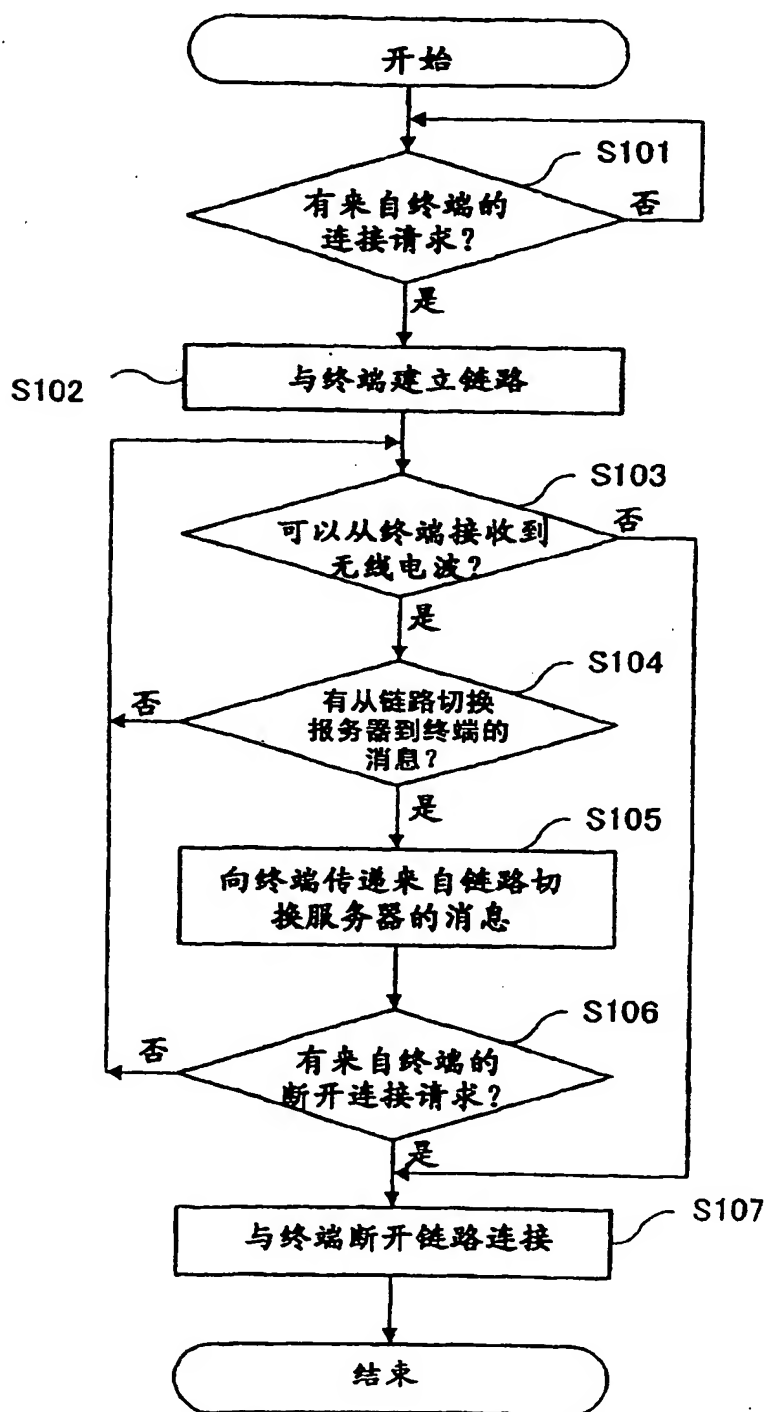 开始
S101
有来自终端的
连接请求？
否
是
S102
与终端建立链路
S103
可以从终端接收到
无线电波？
否
是
S104
有从链路切换
报务器到终端的
消息？
否
是
S105
向终端传递来自链路切
换服务器的消息
S106
有来自终端的
断开连接请求？
否
是
S107
与终端断开链路连接
结束